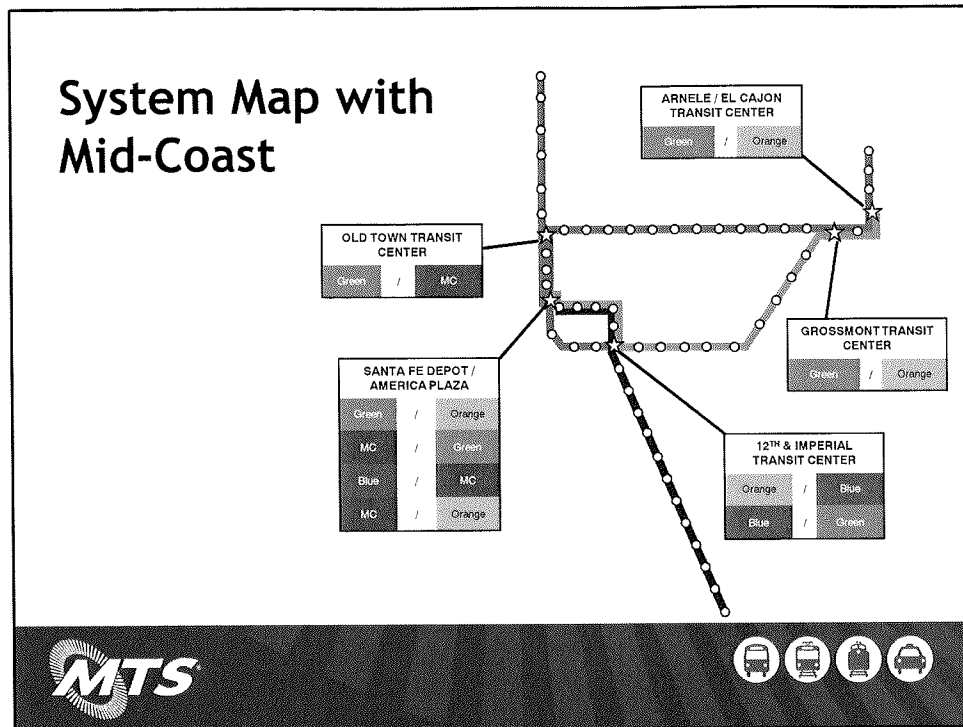 System Map with
Mid-Coast
ARNELE / EL CAJON
TRANSIT CENTER
Green / Orange
OLD TOWN TRANSIT
CENTER
Green / MC
GROSSMONT TRANSIT
CENTER
Green / Orange
SANTA FE DEPOT /
AMERICA PLAZA
Green / Orange
MC / Green
Blue / MC
MC / Orange
12TH & IMPERIAL
TRANSIT CENTER
Orange / Blue
Blue / Green
MTS